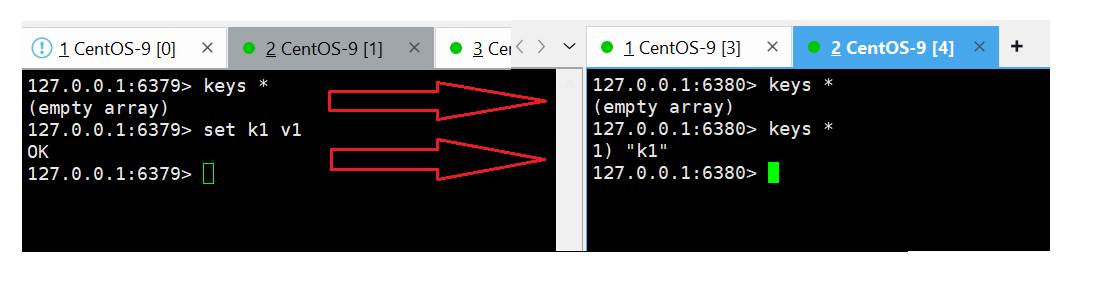 1 CentOS-9 [0] × 2 CentOS-9 [1] × 3 Cer
127.0.0.1:6379> keys *
(empty array)
127.0.0.1:6379> set k1 v1
OK
127.0.0.1:6379>
1 CentOS-9 [3] × 2 CentOS-9 [4] × +
127.0.0.1:6380> keys *
(empty array)
127.0.0.1:6380> keys *
1) "k1"
127.0.0.1:6380>